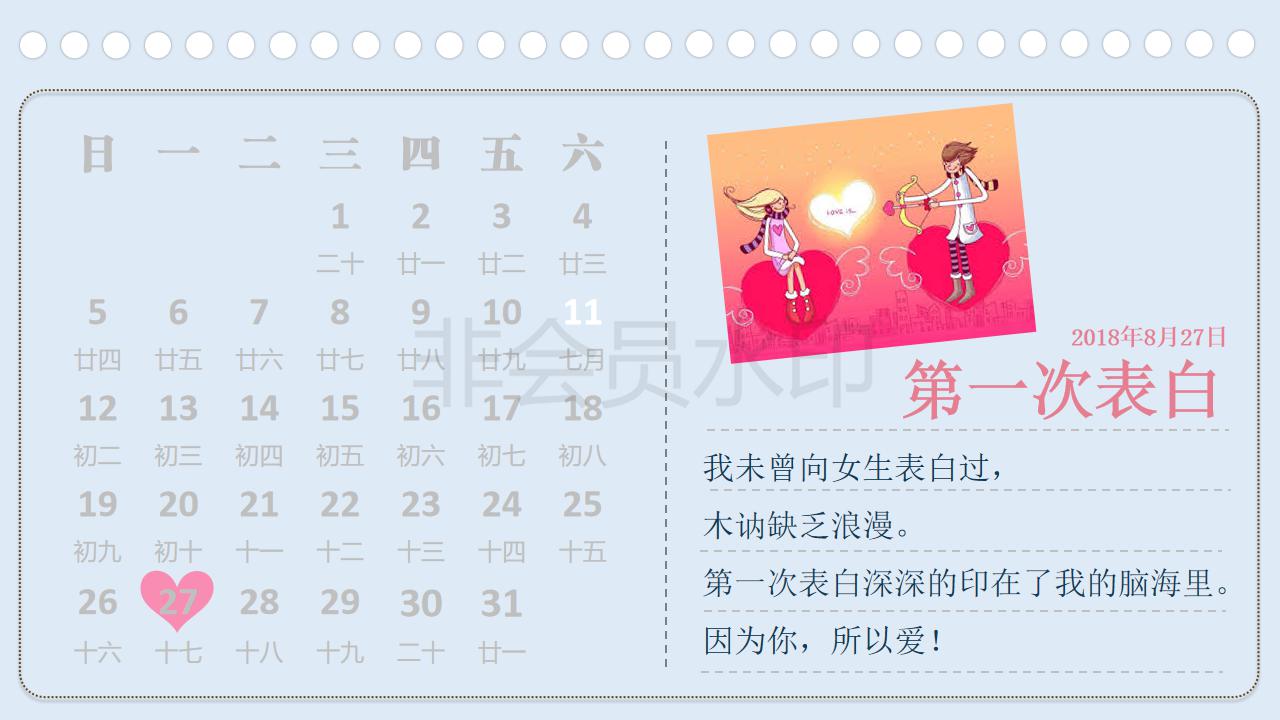 日 一 二 三 四 五 六
1 2 3 4
二十 廿一 廿二 廿三
5 6 7 8 9 10 11
廿四 廿五 廿六 廿七 廿八 廿九 七月
12 13 14 15 16 17 18
初二 初三 初四 初五 初六 初七 初八
19 20 21 22 23 24 25
初九 初十 十一 十二 十三 十四 十五
26 27 28 29 30 31
十六 十七 十八 十九 二十 廿一
非会员水印
LOVE IS...
2018年8月27日
第一次表白
我未曾向女生表白过，
木讷缺乏浪漫。
第一次表白深深的印在了我的脑海里。
因为你，所以爱！